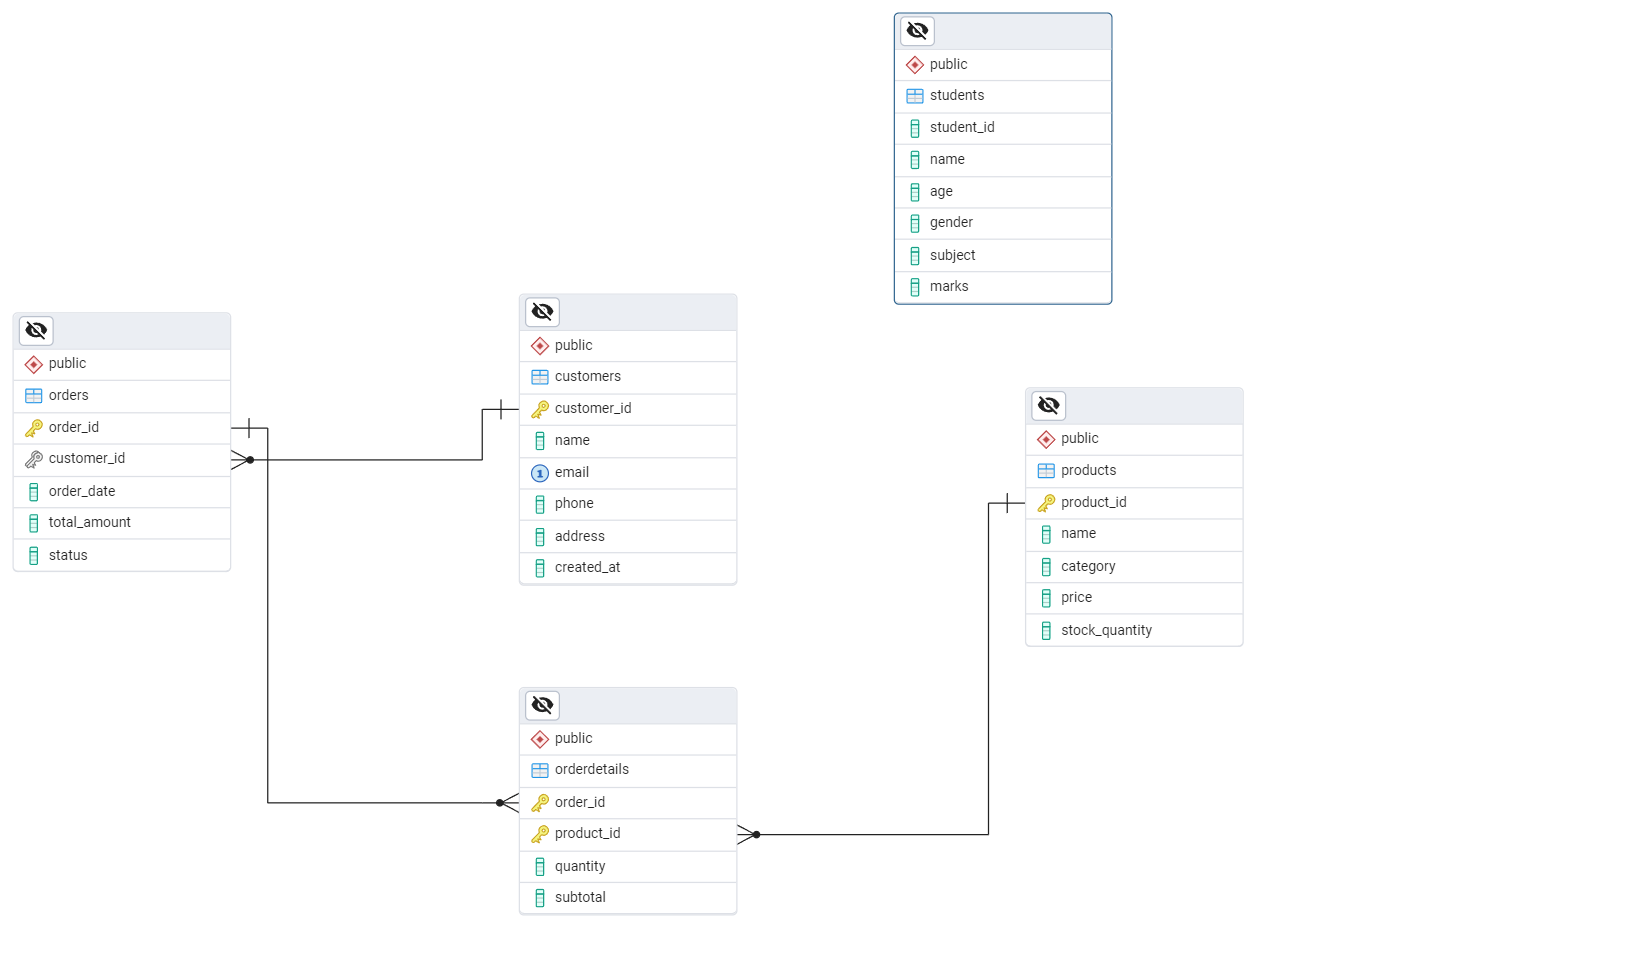 public
students
student_id
name
age
gender
subject
marks
public
orders
order_id
customer_id
order_date
total_amount
status
public
customers
customer_id
name
1 email
phone
address
created_at
public
products
product_id
name
category
price
stock_quantity
public
orderdetails
order_id
product_id
quantity
subtotal